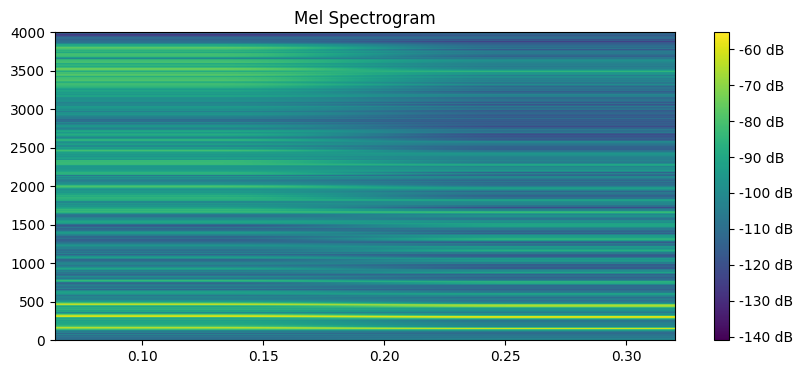 Mel Spectrogram
4000
3500
3000
2500
2000
1500
1000
500
0
0.10
0.15
0.20
0.25
0.30
-60 dB
-70 dB
-80 dB
-90 dB
-100 dB
-110 dB
-120 dB
-130 dB
-140 dB